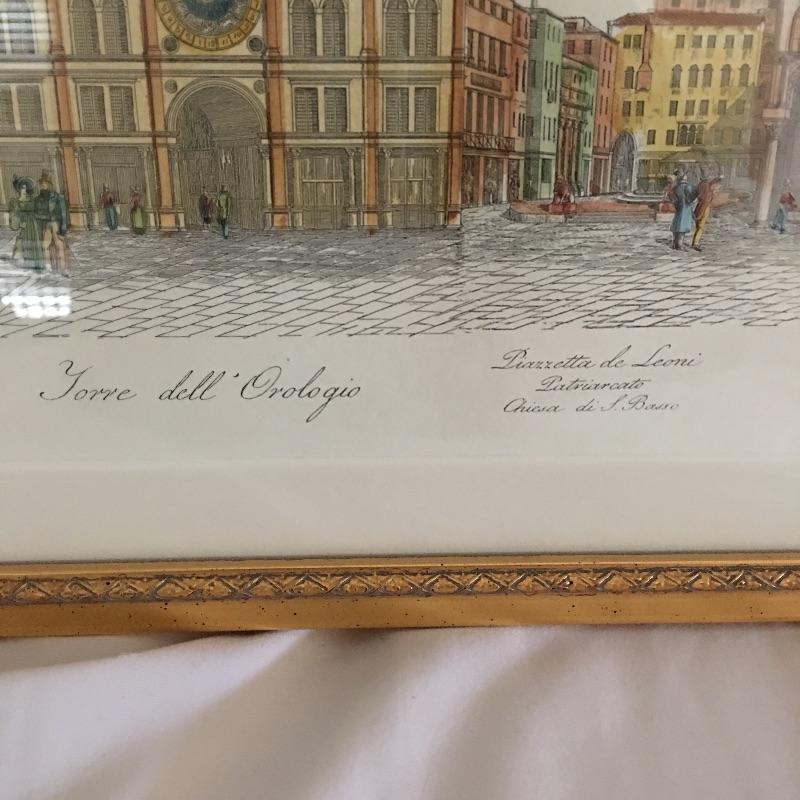 Torre dell' Orologio
Piazzetta de Leoni
Patriarcato
Chiesa di S. Basso